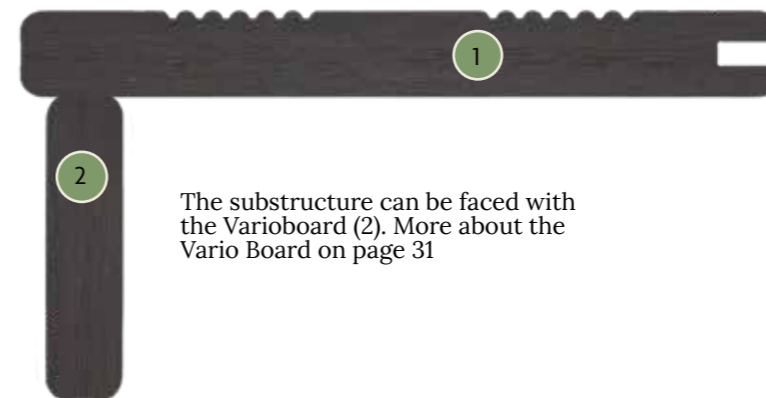 1
2
The substructure can be faced with
the Varioboard (2). More about the
Vario Board on page 31